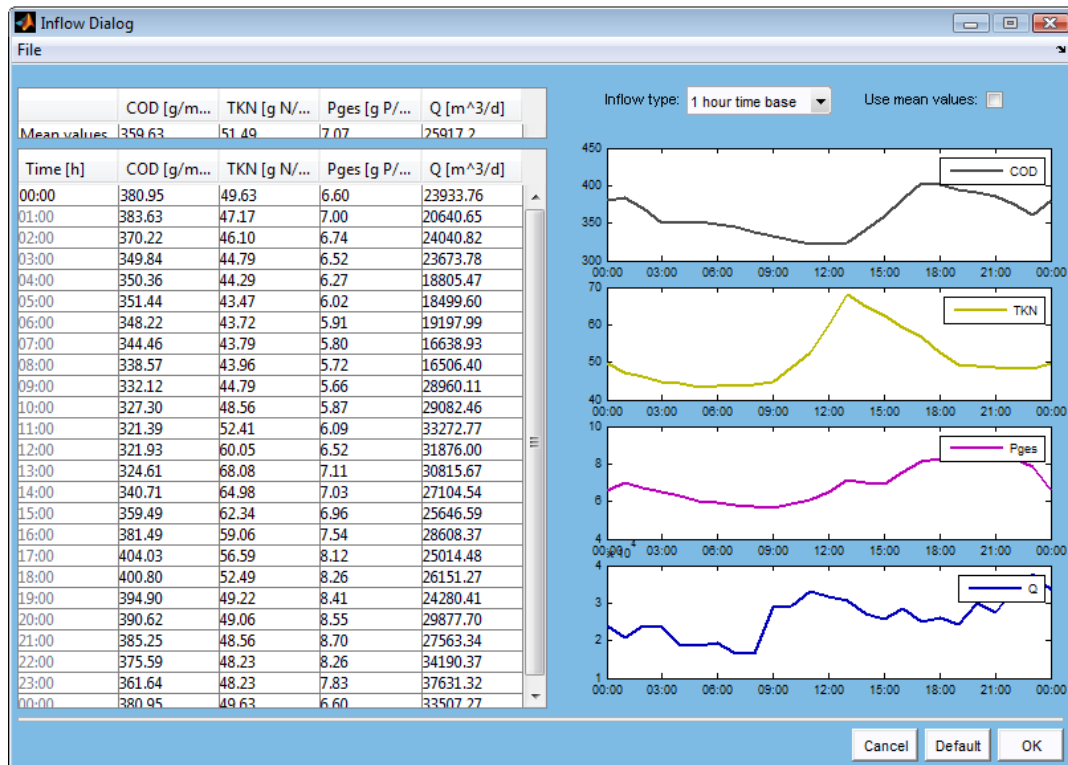 Inflow Dialog
File
COD [g/m... TKN [g N/... Pges [g P/... Q [m^3/d]
Mean values 359.63 51.49 7.07 25917.2
Inflow type: 1 hour time base Use mean values:
Time [h] COD [g/m... TKN [g N/... Pges [g P/... Q [m^3/d]
00:00 380.95 49.63 6.60 23933.76
01:00 383.63 47.17 7.00 20640.65
02:00 370.22 46.10 6.74 24040.82
03:00 349.84 44.79 6.52 23673.78
04:00 350.36 44.29 6.27 18805.47
05:00 351.44 43.47 6.02 18499.60
06:00 348.22 43.72 5.91 19197.99
07:00 344.46 43.79 5.80 16638.93
08:00 338.57 43.96 5.72 16506.40
09:00 332.12 44.79 5.66 28960.11
10:00 327.30 48.56 5.87 29082.46
11:00 321.39 52.41 6.09 33272.77
12:00 321.93 60.05 6.52 31876.00
13:00 324.61 68.08 7.11 30815.67
14:00 340.71 64.98 7.03 27104.54
15:00 359.49 62.34 6.96 25646.59
16:00 381.49 59.06 7.54 28608.37
17:00 404.03 56.59 8.12 25014.48
18:00 400.80 52.49 8.26 26151.27
19:00 394.90 49.22 8.41 24280.41
20:00 390.62 49.06 8.55 29877.70
21:00 385.25 48.56 8.70 27563.34
22:00 375.59 48.23 8.26 34190.37
23:00 361.64 48.23 7.83 37631.32
00:00 380.95 49.63 6.60 33507.27
450
COD
400
350
300
00:00 03:00 06:00 09:00 12:00 15:00 18:00 21:00 00:00
70
TKN
60
50
40
00:00 03:00 06:00 09:00 12:00 15:00 18:00 21:00 00:00
10
Pges
8
6
4
00:00 03:00 06:00 09:00 12:00 15:00 18:00 21:00 00:00
x 10^4
4
Q
3
2
1
00:00 03:00 06:00 09:00 12:00 15:00 18:00 21:00 00:00
Cancel Default OK